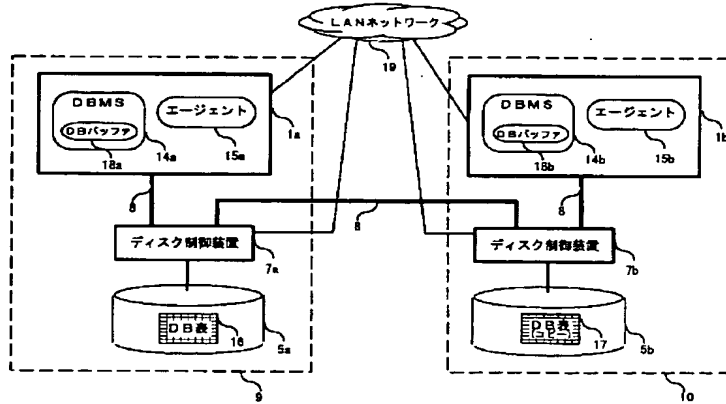 LANネットワーク
19
DBMS
DBバッファ
18a
14a
エージェント
15a
1a
DBMS
DBバッファ
18b
14b
エージェント
15b
1b
8
8
8
ディスク制御装置
7a
ディスク制御装置
7b
DB表
16
5a
DB表
(コピー)
17
5b
9
10